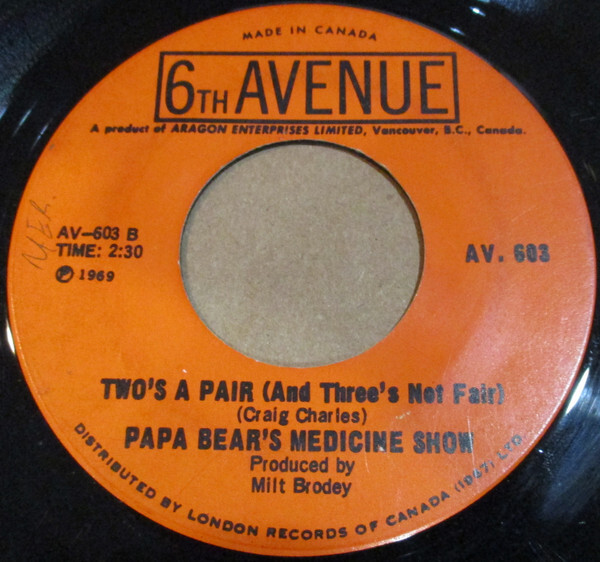 MADE IN CANADA
6TH AVENUE
A product of ARAGON ENTERPRISES LIMITED, Vancouver, B.C., Canada.
AV-603 B
TIME: 2:30
℗ 1969
AV. 603
TWO'S A PAIR (And Three's Not Fair)
(Craig Charles)
PAPA BEAR'S MEDICINE SHOW
Produced by
Milt Brodey
DISTRIBUTED BY LONDON RECORDS OF CANADA (1967) LTD.